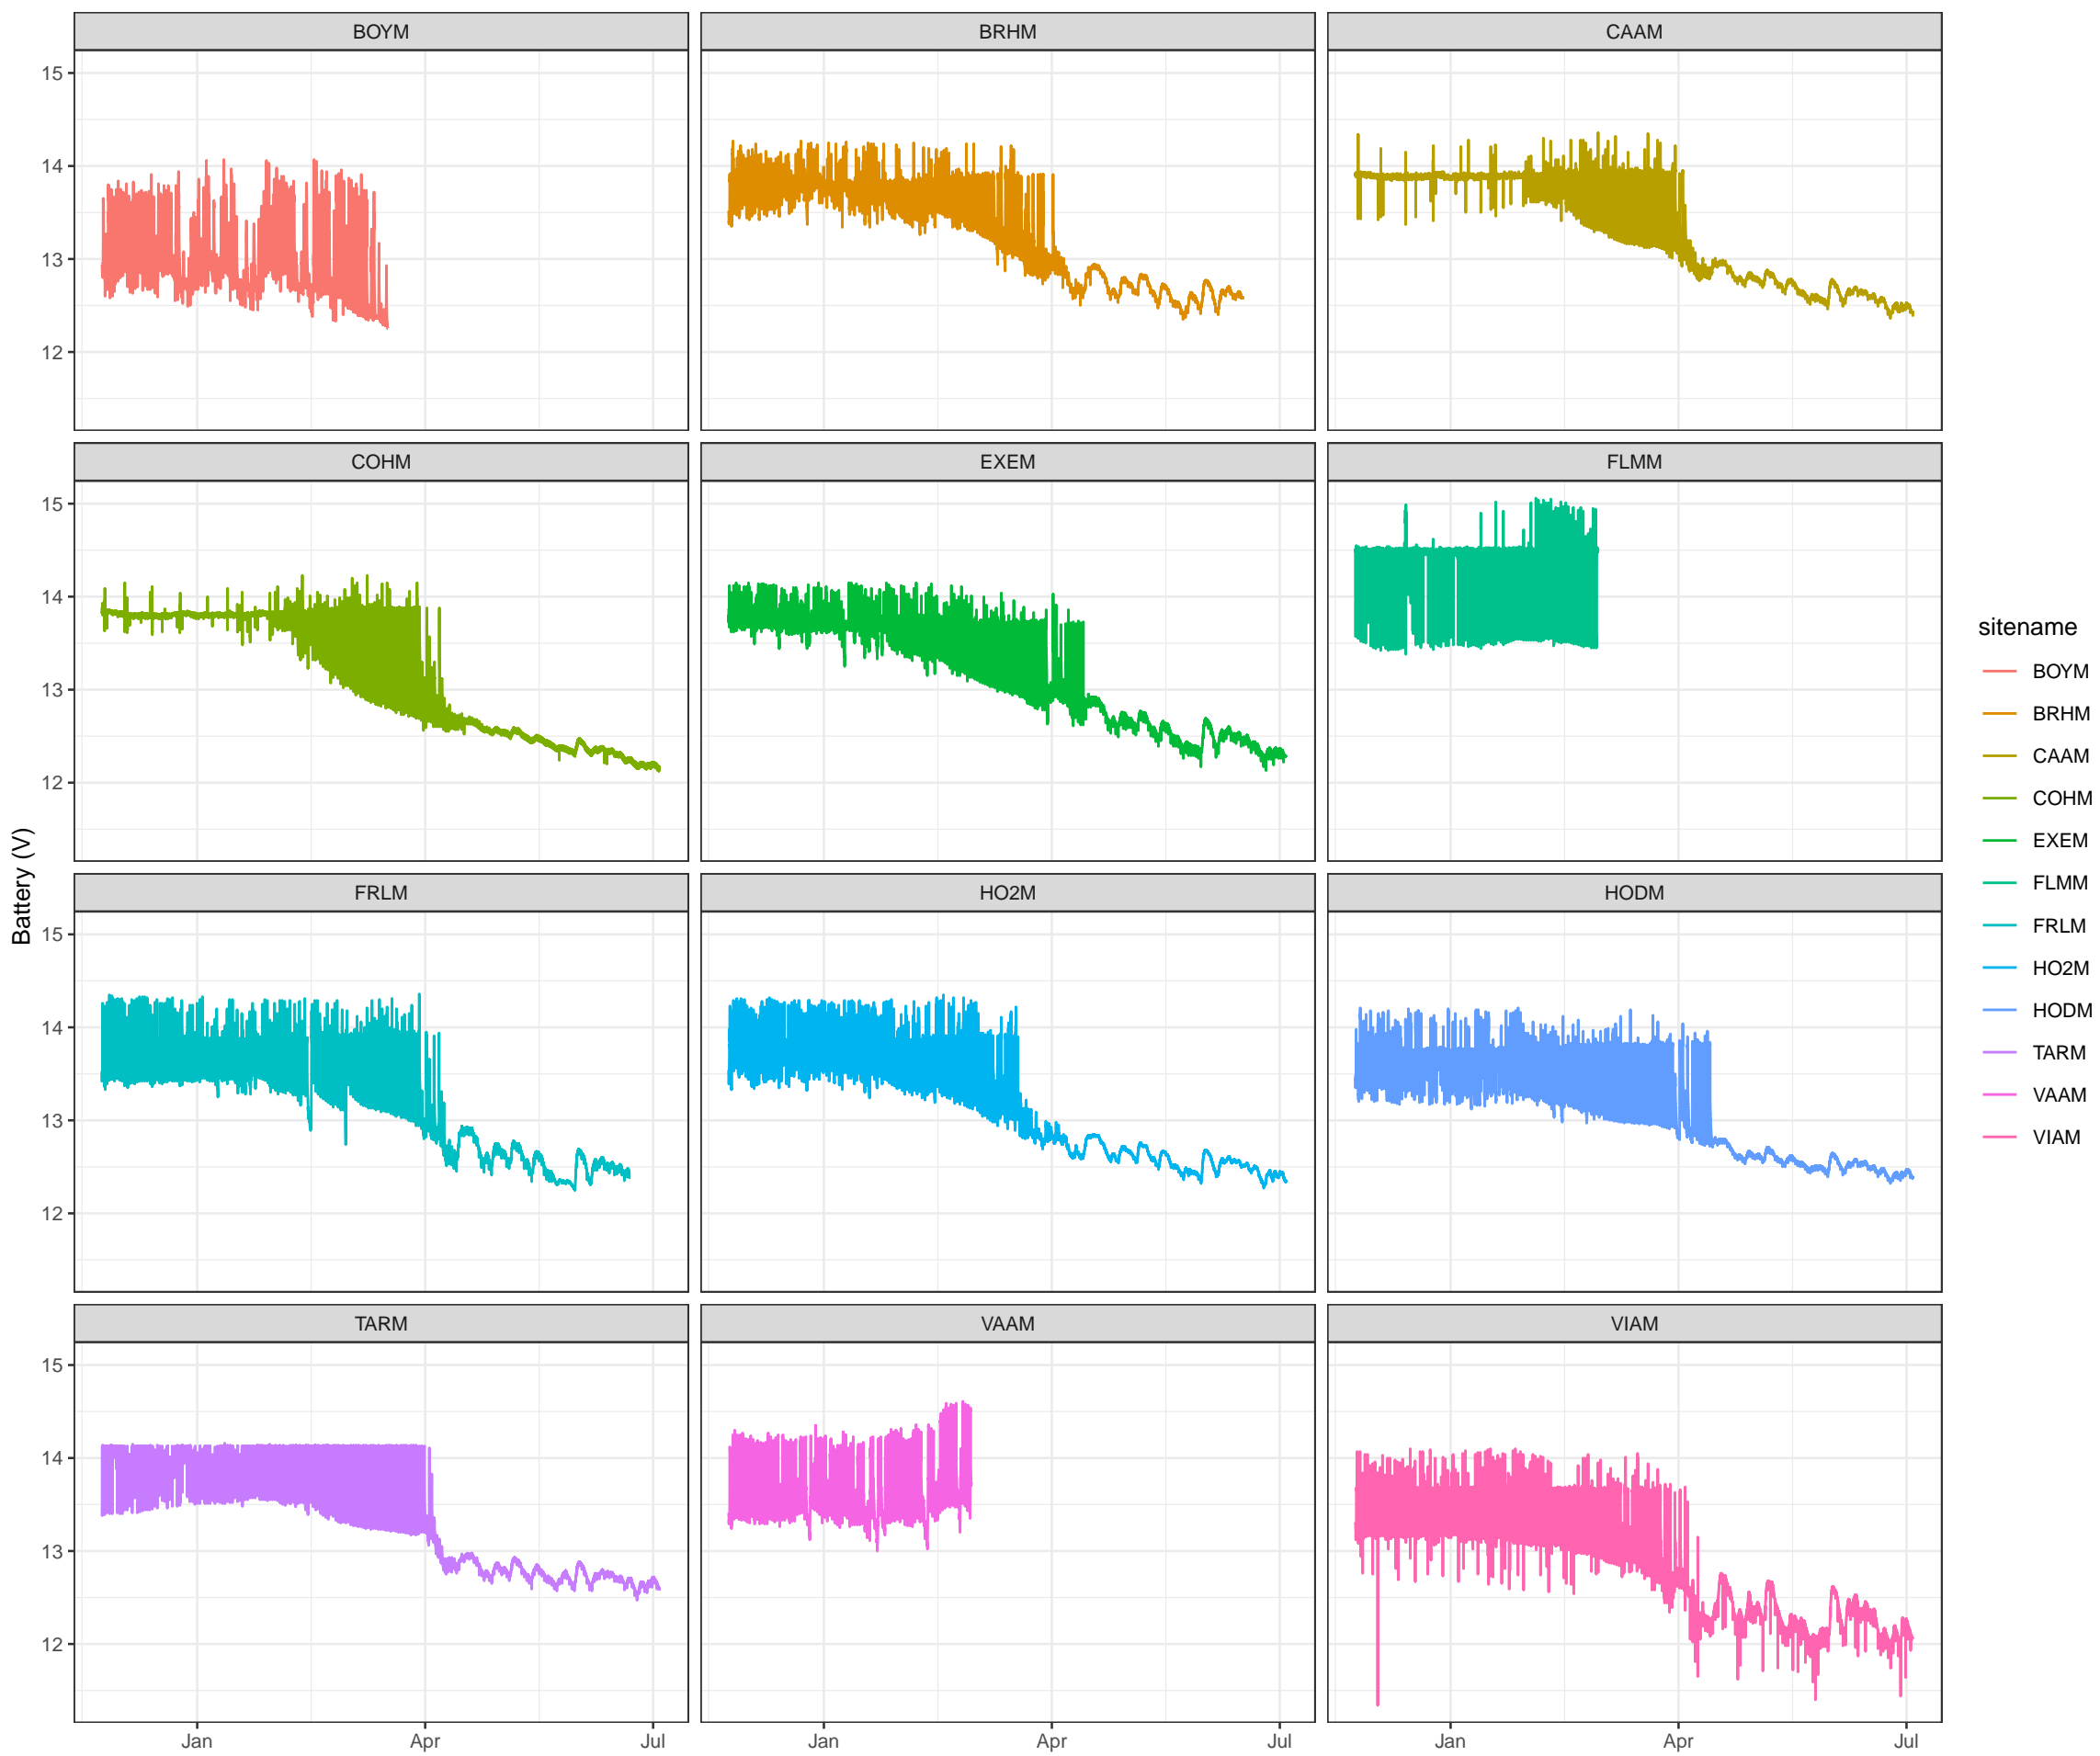 BOYM
BRHM
CAAM
15
14
13
12
COHM
EXEM
FLMM
15
14
13
12
FRLM
HO2M
HODM
15
14
13
12
TARM
VAAM
VIAM
15
14
13
12
Jan
Apr
Jul
Jan
Apr
Jul
Jan
Apr
Jul
Battery (V)
sitename
BOYM
BRHM
CAAM
COHM
EXEM
FLMM
FRLM
HO2M
HODM
TARM
VAAM
VIAM